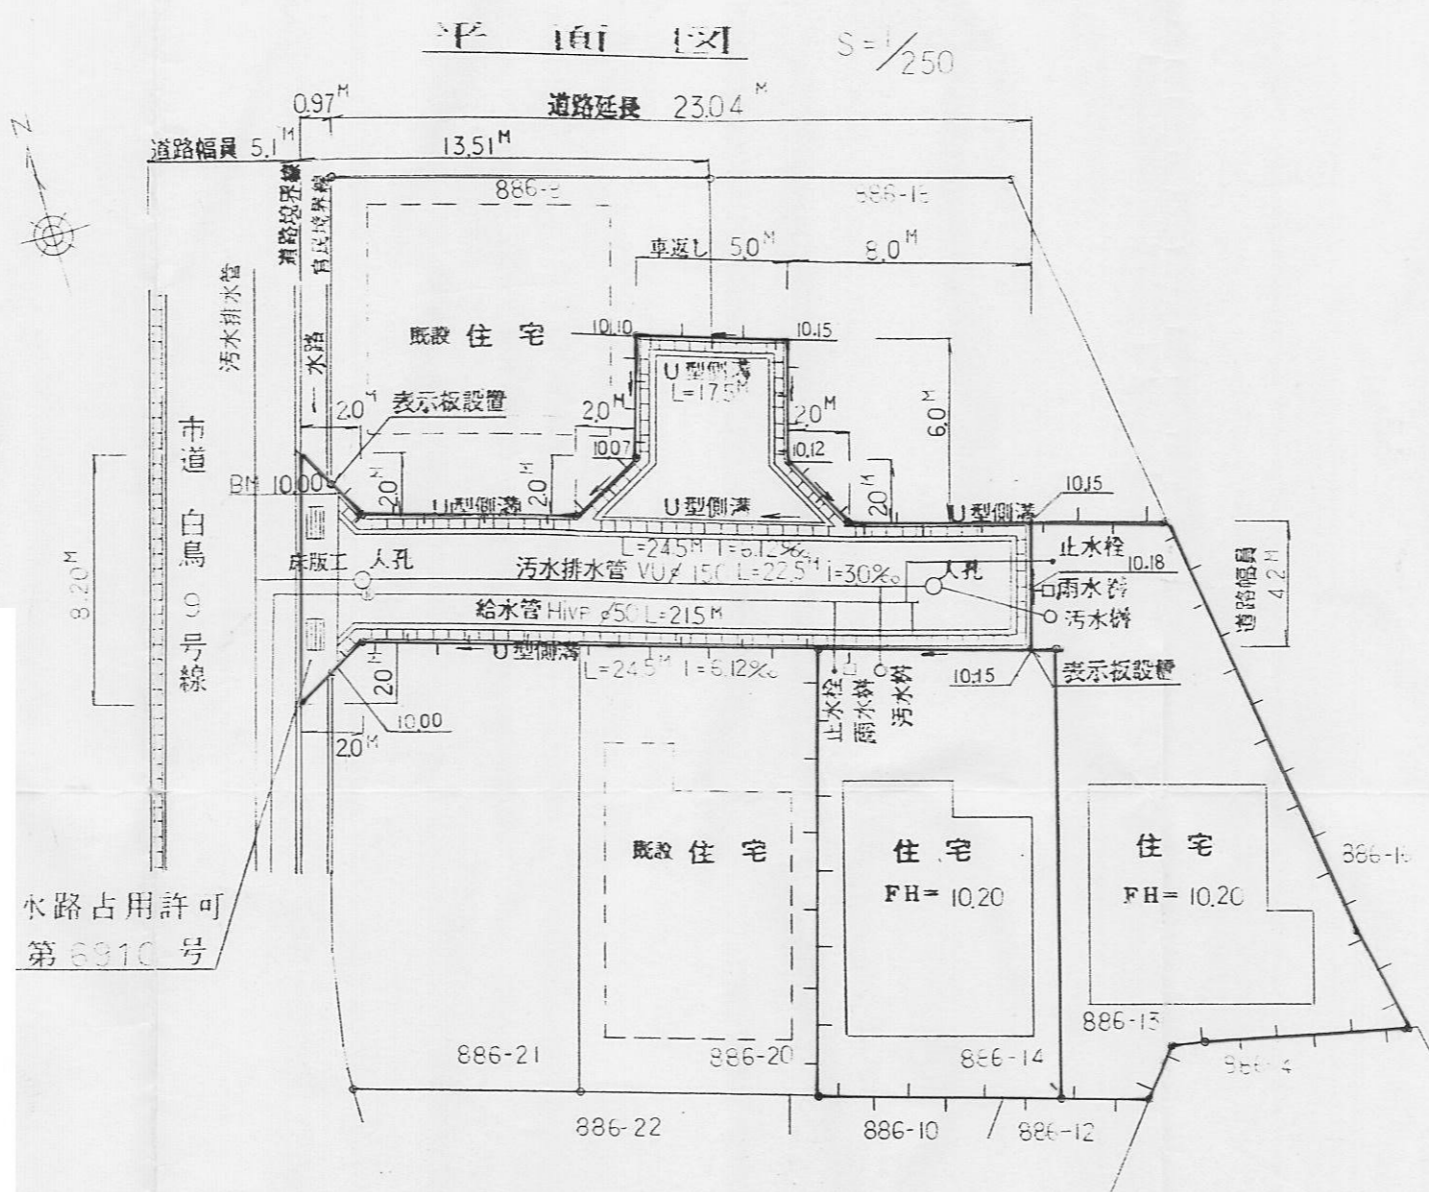 平面図 S=1/250
0.97M 道路延長 23.04M
道路幅員 5.1M 13.51M
886-15
車返し 5.0M 8.0M
道路境界線
官民境界線
汚水排水管
水路
既設 住宅
10.10 10.15
U型側溝
L=17.5M
2.0M 表示板設置 2.0M 2.0M 6.0M
10.07 10.12
市道 白鳥 9号線
BM 10.00
2.0M U型側溝 2.0M U型側溝 2.0M U型側溝 10.15
8.20M
床版工 人孔
L=24.5M I=6.12‰
汚水排水管 VUφ150 L=22.5M i=30‰ 人孔
止水栓
10.18
雨水桝
汚水桝
道路幅員 4.2M
給水管 HiVP φ50 L=21.5M
U型側溝
L=24.5M I=6.12‰
10.15 表示板設置
2.0M 10.00
2.0M
止水栓
雨水桝
汚水桝
既設 住宅
住宅
FH=10.20
住宅
FH=10.20
水路占用許可
第 号
886-21 886-20 886-14 886-13
886-22 886-10 886-12